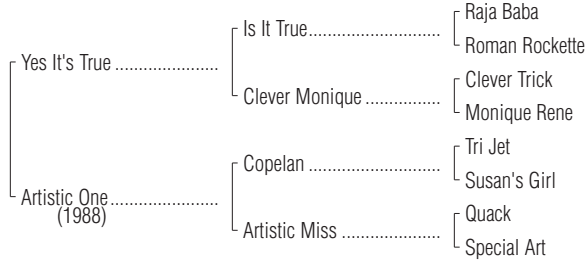 Raja Baba
Is It True
Roman Rockette
Yes It's True
Clever Trick
Clever Monique
Monique Rene
Tri Jet
Copelan
Susan's Girl
Artistic One
(1988)
Quack
Artistic Miss
Special Art